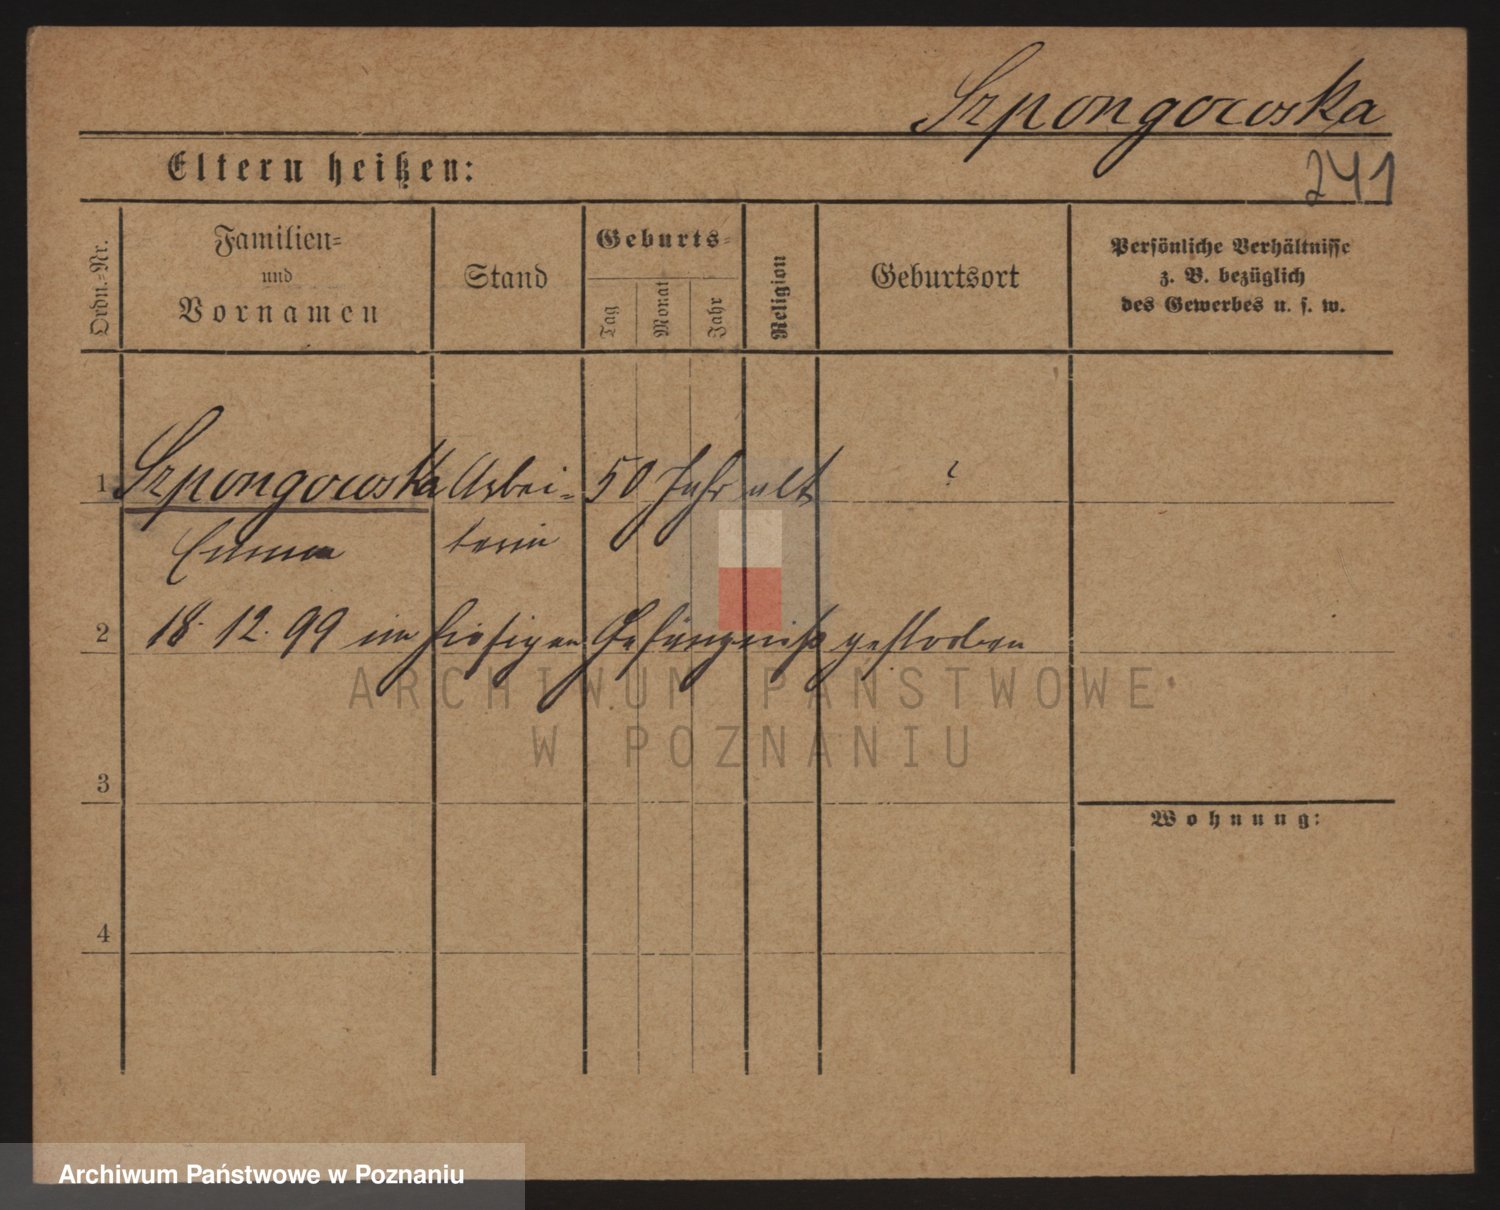 Szpongowska
Eltern heißen:
241
Ordn.-Nr.
Familien-
und
Vornamen
Stand
Geburts-
Tag
Monat
Jahr
Religion
Geburtsort
Persönliche Verhältnisse
z. B. bezüglich
des Gewerbes u. s. w.
1 Szpongowska Arbei- 50 Jahr alt ?
Emma terin
2 18. 12. 99 im hiesigen Gefängniß gestorben
ARCHIWUM PAŃSTWOWE
W POZNANIU
3
Wohnung:
4
Archiwum Państwowe w Poznaniu